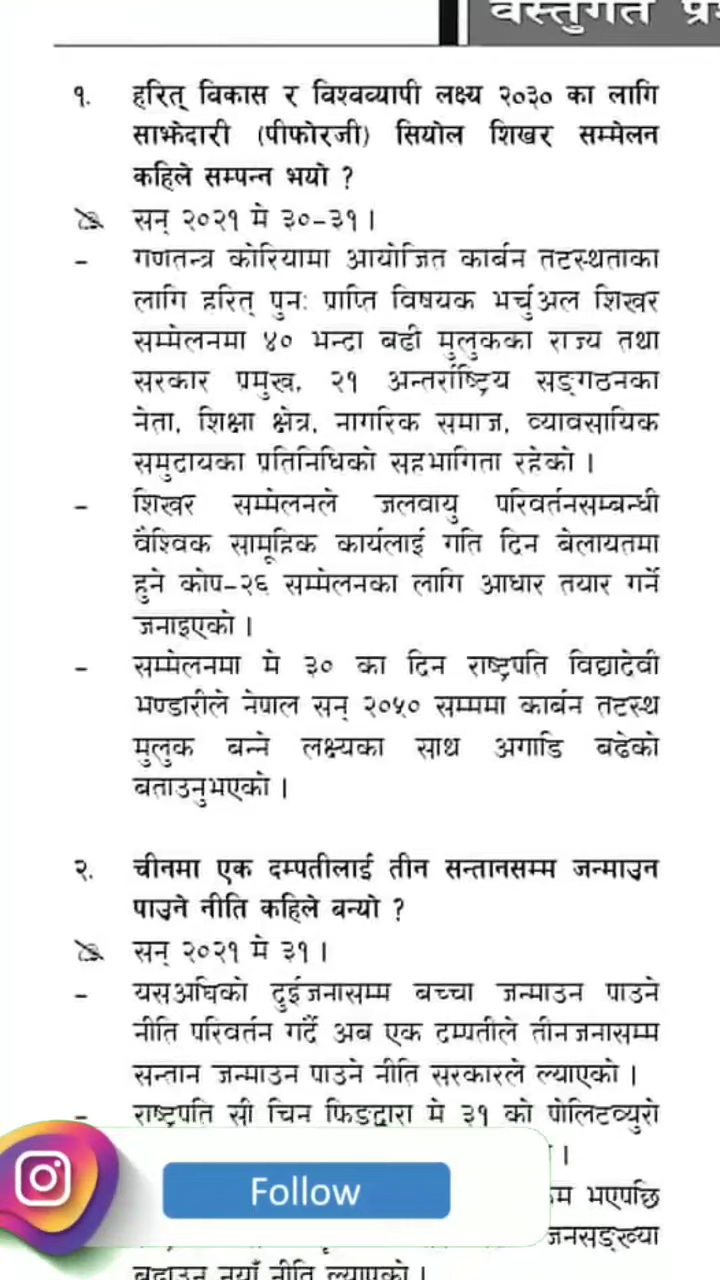 वस्तुगत
१. हरित् विकास र विश्वव्यापी लक्ष्य २०३० का लागि
साझेदारी (पीफोरजी) सियोल शिखर सम्मेलन
कहिले सम्पन्न भयो ?
सन् २०२१ मे ३०-३१ ।
- गणतन्त्र कोरियामा आयोजित कार्बन तटस्थताका
लागि हरित् पुनः प्राप्ति विषयक भर्चुअल शिखर
सम्मेलनमा ४० भन्दा बढी मुलुकका राज्य तथा
सरकार प्रमुख, २१ अन्तर्राष्ट्रिय सङ्गठनका
नेता, शिक्षा क्षेत्र, नागरिक समाज, व्यावसायिक
समुदायका प्रतिनिधिको सहभागिता रहेको ।
- शिखर सम्मेलनले जलवायु परिवर्तनसम्बन्धी
वैश्विक सामूहिक कार्यलाई गति दिन बेलायतमा
हुने कोप-२६ सम्मेलनका लागि आधार तयार गर्ने
जनाइएको ।
- सम्मेलनमा मे ३० का दिन राष्ट्रपति विद्यादेवी
भण्डारीले नेपाल सन् २०५० सम्ममा कार्बन तटस्थ
मुलुक बन्ने लक्ष्यका साथ अगाडि बढेको
बताउनुभएको ।
२. चीनमा एक दम्पतीलाई तीन सन्तानसम्म जन्माउन
पाउने नीति कहिले बन्यो ?
सन् २०२१ मे ३१ ।
- यसअघिको दुईजनासम्म बच्चा जन्माउन पाउने
नीति परिवर्तन गर्दै अब एक दम्पतीले तीनजनासम्म
सन्तान जन्माउन पाउने नीति सरकारले ल्याएको ।
- राष्ट्रपति सी चिन फिङद्वारा मे ३१ को पोलिटव्युरो
।
भएपछि
Follow
जनसङ्ख्या
बढाउन नयाँ नीति ल्याएको ।